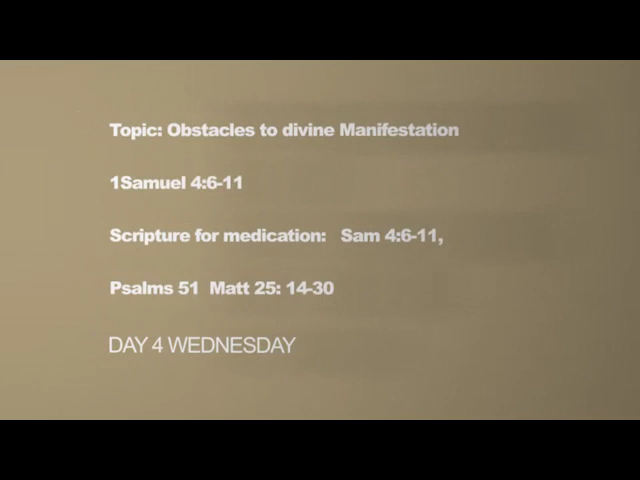 Topic: Obstacles to divine Manifestation
1Samuel 4:6-11
Scripture for medication: Sam 4:6-11,
Psalms 51 Matt 25: 14-30
DAY 4 WEDNESDAY